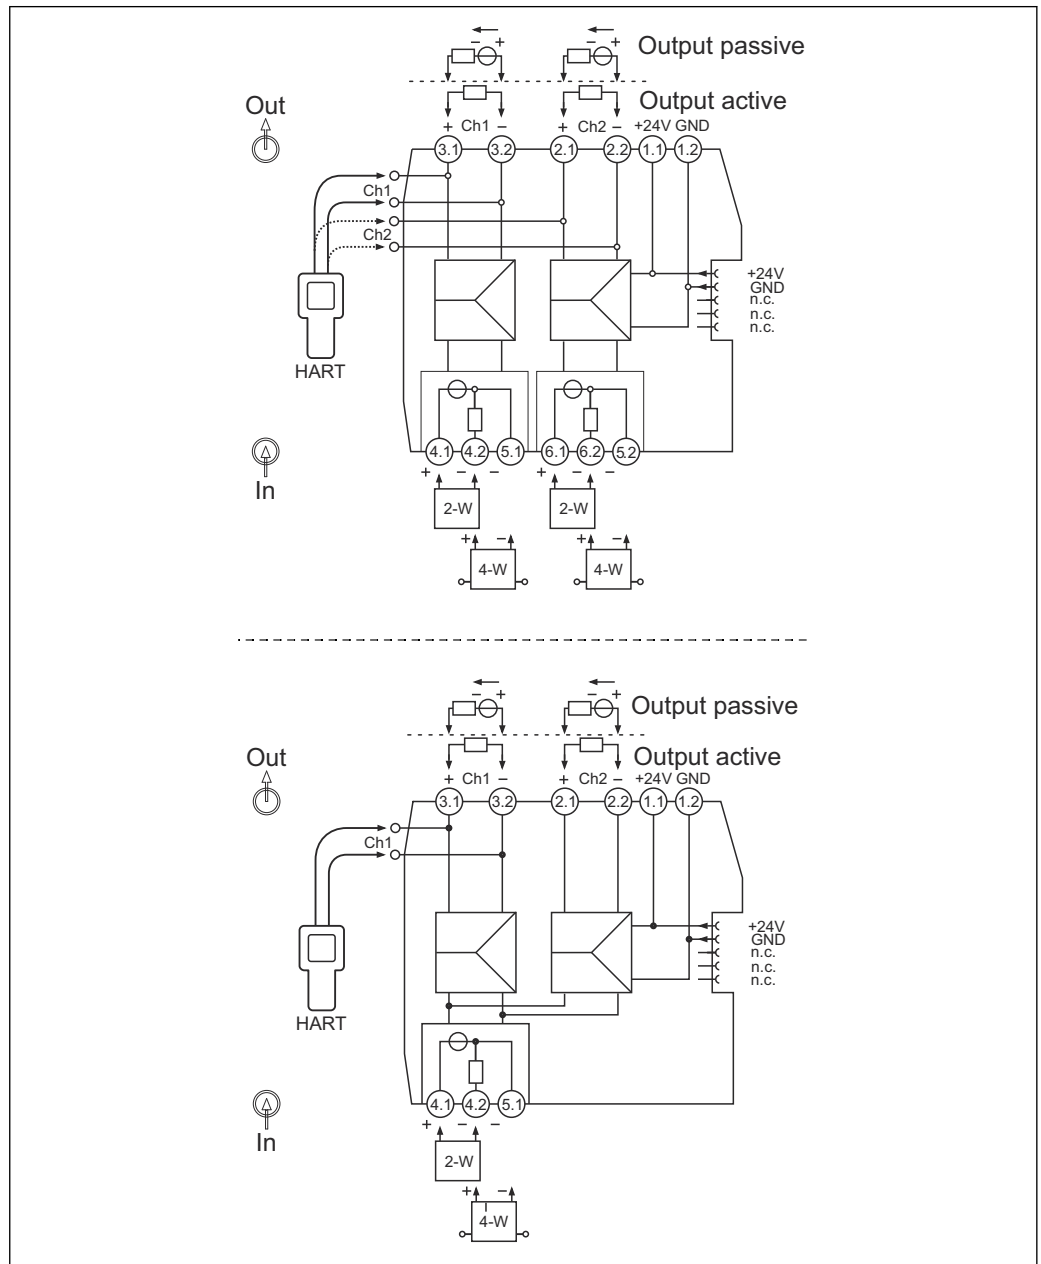 − + − + Output passive
Output active
Out
+ Ch1 − + Ch2 − +24V GND
3.1 3.2 2.1 2.2 1.1 1.2
Ch1
Ch2
+24V
GND
n.c.
n.c.
n.c.
HART
4.1 4.2 5.1 6.1 6.2 5.2
+ − − + − −
In
2-W 2-W
+ − + −
4-W 4-W
− + − + Output passive
Output active
Out
+ Ch1 − + Ch2 − +24V GND
3.1 3.2 2.1 2.2 1.1 1.2
Ch1
+24V
GND
n.c.
n.c.
n.c.
HART
4.1 4.2 5.1
+ − −
In
2-W
+ −
4-W